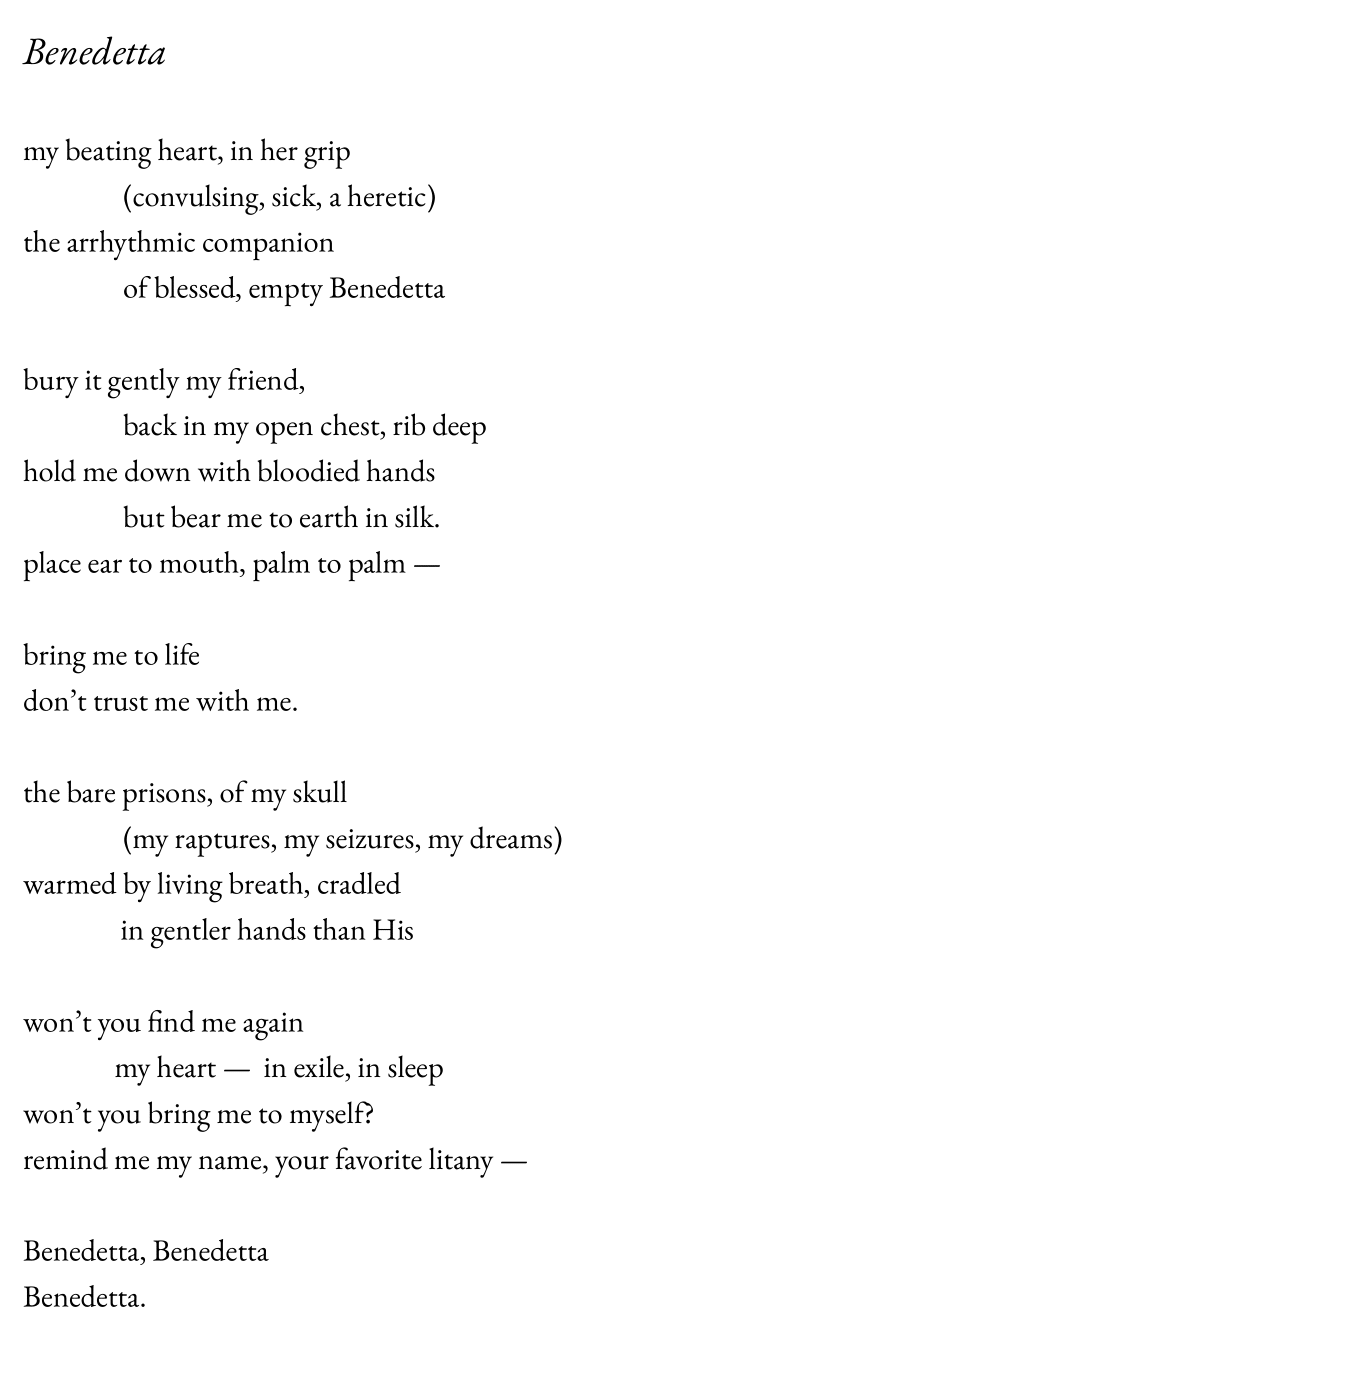 Benedetta
my beating heart, in her grip
(convulsing, sick, a heretic)
the arrhythmic companion
of blessed, empty Benedetta
bury it gently my friend,
back in my open chest, rib deep
hold me down with bloodied hands
but bear me to earth in silk.
place ear to mouth, palm to palm —
bring me to life
don’t trust me with me.
the bare prisons, of my skull
(my raptures, my seizures, my dreams)
warmed by living breath, cradled
in gentler hands than His
won’t you find me again
my heart —  in exile, in sleep
won’t you bring me to myself?
remind me my name, your favorite litany —
Benedetta, Benedetta
Benedetta.